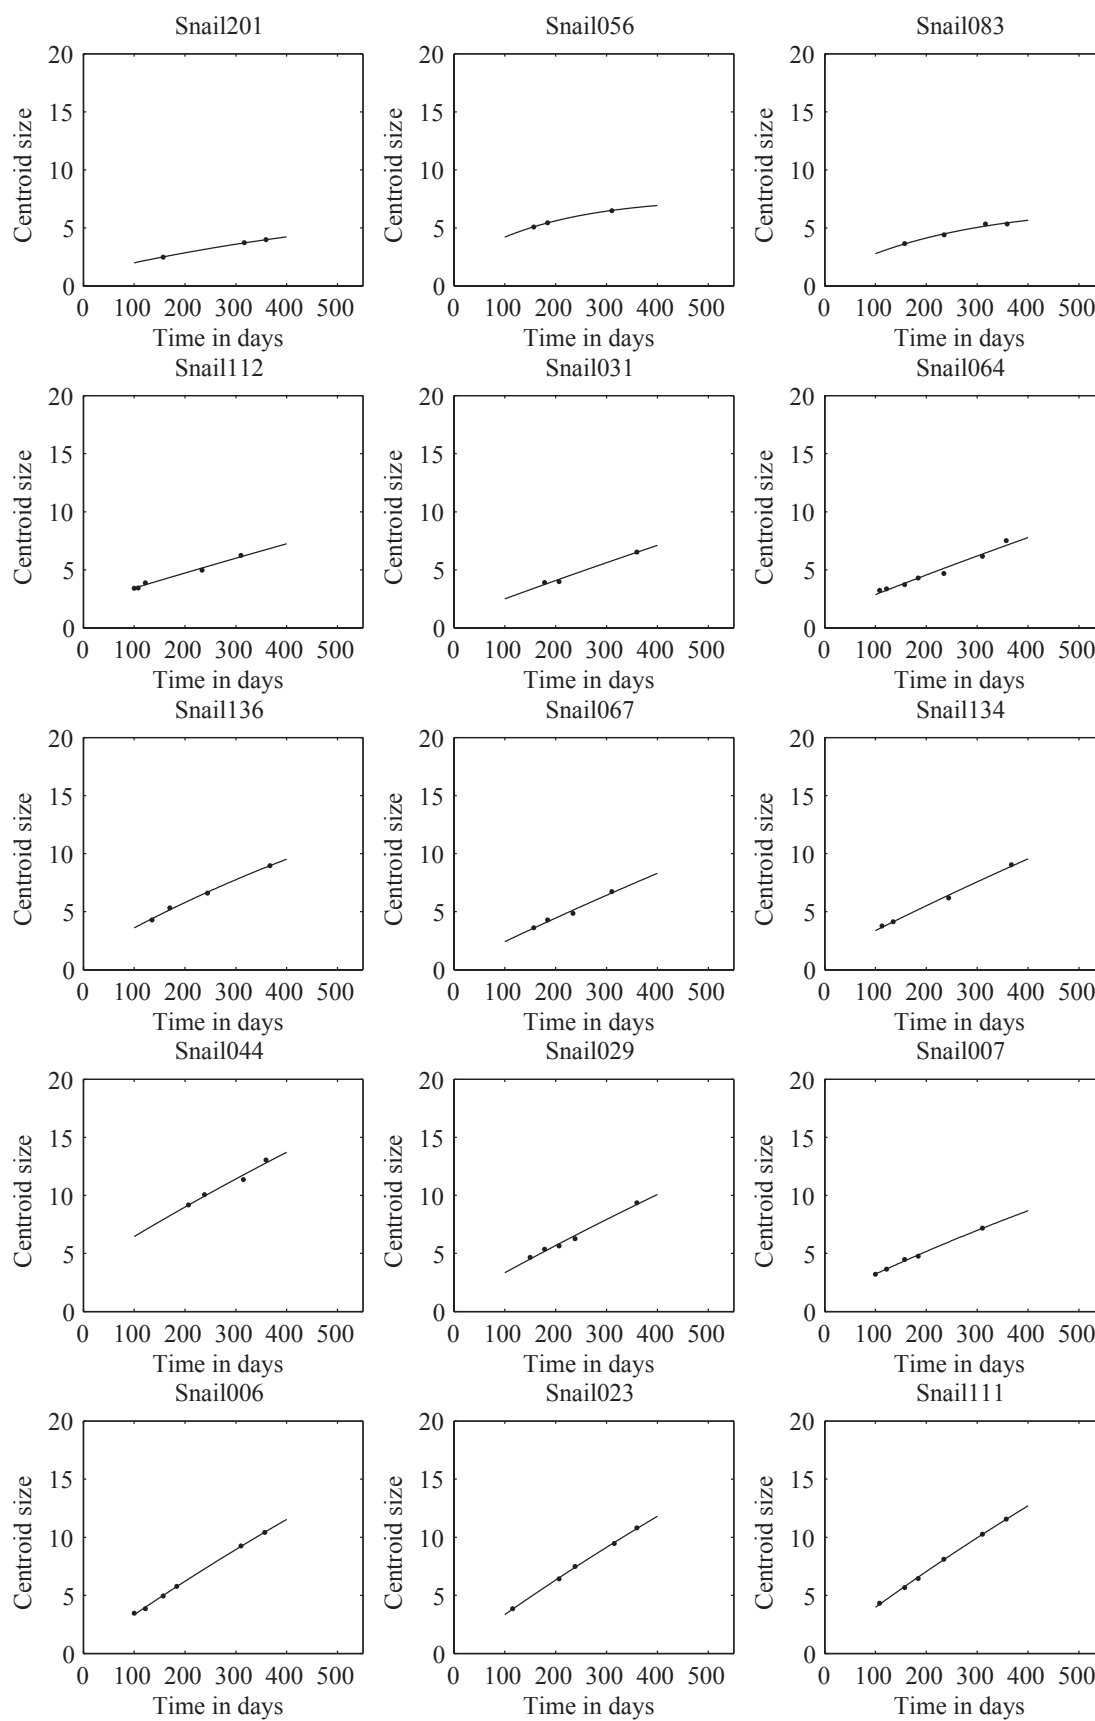 Snail201 Snail056 Snail083
20 20 20
15 15 15
10 10 10
5 5 5
0 0 0
Centroid size Centroid size Centroid size
0 100 200 300 400 500 0 100 200 300 400 500 0 100 200 300 400 500
Time in days Time in days Time in days
Snail112 Snail031 Snail064
20 20 20
15 15 15
10 10 10
5 5 5
0 0 0
Centroid size Centroid size Centroid size
0 100 200 300 400 500 0 100 200 300 400 500 0 100 200 300 400 500
Time in days Time in days Time in days
Snail136 Snail067 Snail134
20 20 20
15 15 15
10 10 10
5 5 5
0 0 0
Centroid size Centroid size Centroid size
0 100 200 300 400 500 0 100 200 300 400 500 0 100 200 300 400 500
Time in days Time in days Time in days
Snail044 Snail029 Snail007
20 20 20
15 15 15
10 10 10
5 5 5
0 0 0
Centroid size Centroid size Centroid size
0 100 200 300 400 500 0 100 200 300 400 500 0 100 200 300 400 500
Time in days Time in days Time in days
Snail006 Snail023 Snail111
20 20 20
15 15 15
10 10 10
5 5 5
0 0 0
Centroid size Centroid size Centroid size
0 100 200 300 400 500 0 100 200 300 400 500 0 100 200 300 400 500
Time in days Time in days Time in days